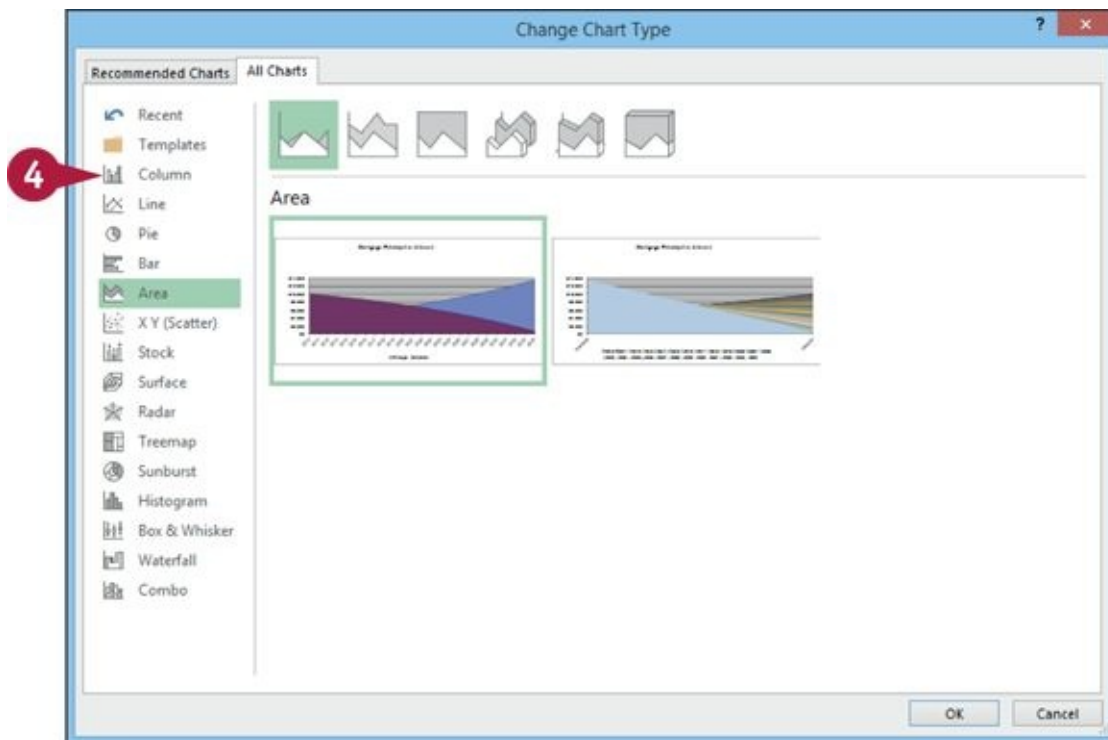 Change Chart Type
?
Recommended Charts
All Charts
Recent
Templates
4
Column
Line
Pie
Bar
Area
X Y (Scatter)
Stock
Surface
Radar
Treemap
Sunburst
Histogram
Box & Whisker
Waterfall
Combo
Area
OK
Cancel